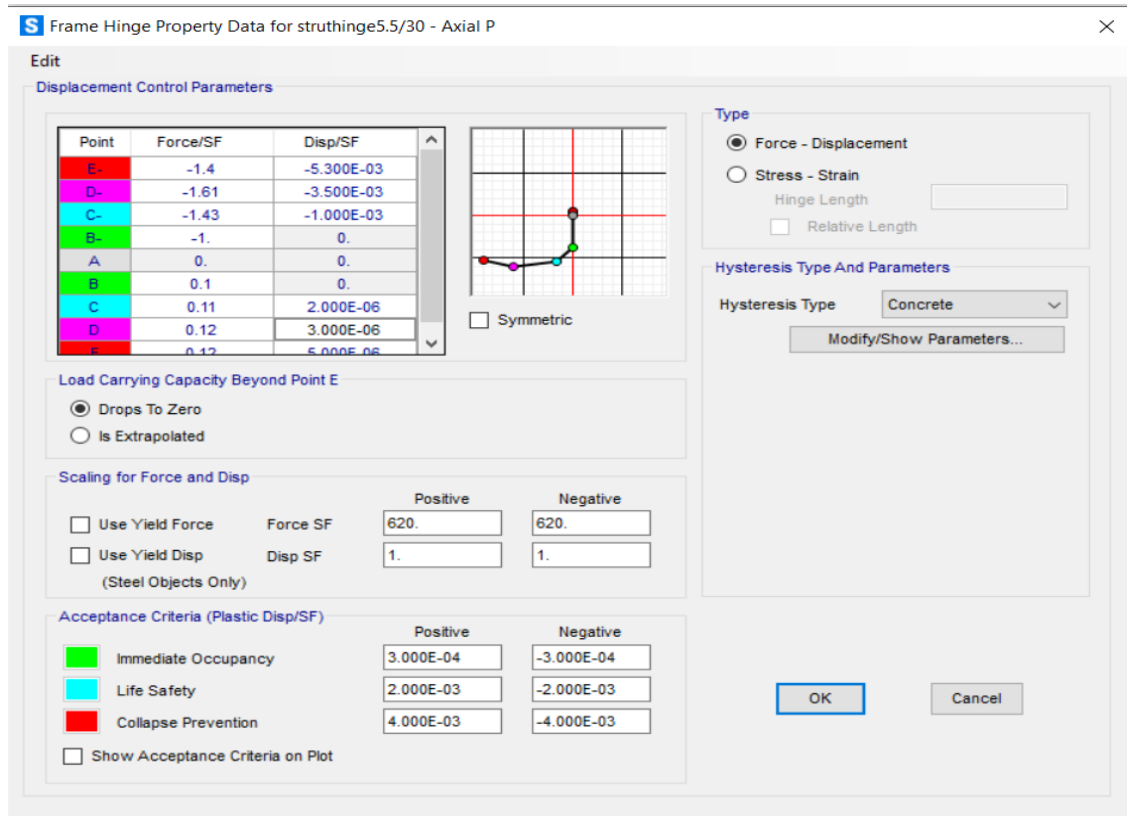 S Frame Hinge Property Data for struthinge5.5/30 - Axial P
Edit
Displacement Control Parameters
Point Force/SF Disp/SF
E- -1.4 -5.300E-03
D- -1.61 -3.500E-03
C- -1.43 -1.000E-03
B- -1. 0.
A 0. 0.
B 0.1 0.
C 0.11 2.000E-06
D 0.12 3.000E-06
E 0.12 5.000E-06
Symmetric
Load Carrying Capacity Beyond Point E
Drops To Zero
Is Extrapolated
Scaling for Force and Disp
Positive Negative
Use Yield Force Force SF 620. 620.
Use Yield Disp Disp SF 1. 1.
(Steel Objects Only)
Acceptance Criteria (Plastic Disp/SF)
Positive Negative
Immediate Occupancy 3.000E-04 -3.000E-04
Life Safety 2.000E-03 -2.000E-03
Collapse Prevention 4.000E-03 -4.000E-03
Show Acceptance Criteria on Plot
Type
Force - Displacement
Stress - Strain
Hinge Length
Relative Length
Hysteresis Type And Parameters
Hysteresis Type Concrete
Modify/Show Parameters...
OK Cancel